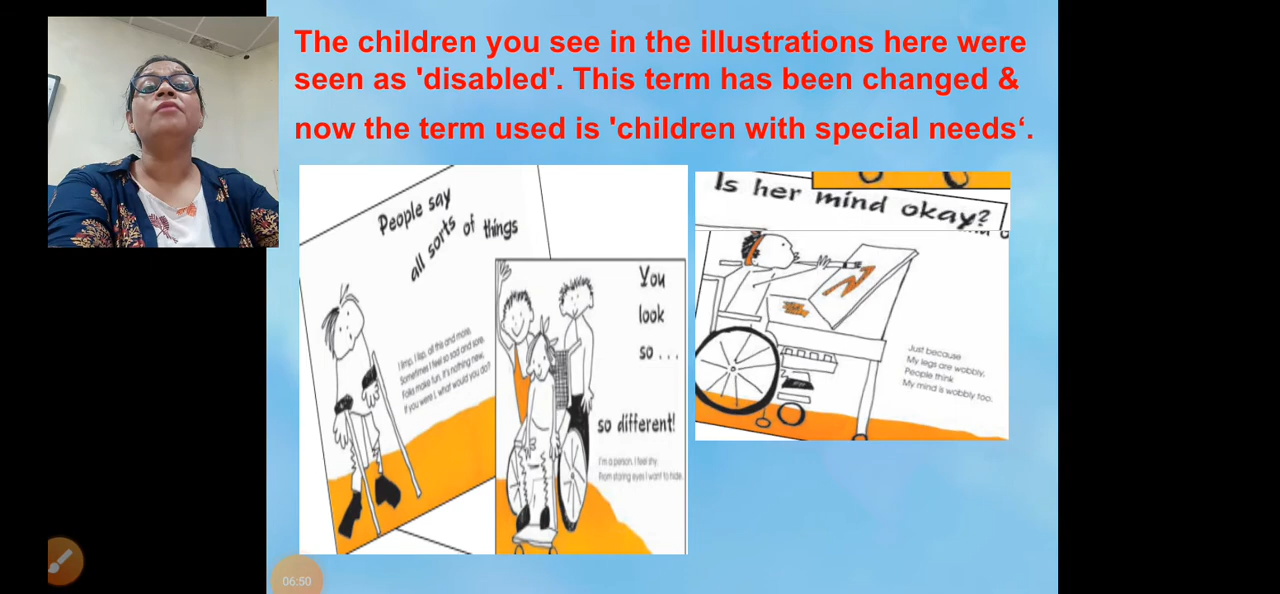 The children you see in the illustrations here were
seen as 'disabled'. This term has been changed &
now the term used is 'children with special needs‘.
People say
all sorts of things
I limp, I lisp, all this and more,
Sometimes I feel so sad and sore.
Folks make fun, it's nothing new,
If you were I, what would you do?
You
look
so ...
so different!
I'm a person, I feel shy
From staring eyes I want to hide.
Is her mind okay?
Just because
My legs are wobbly,
People think
My mind is wobbly too.
06:50